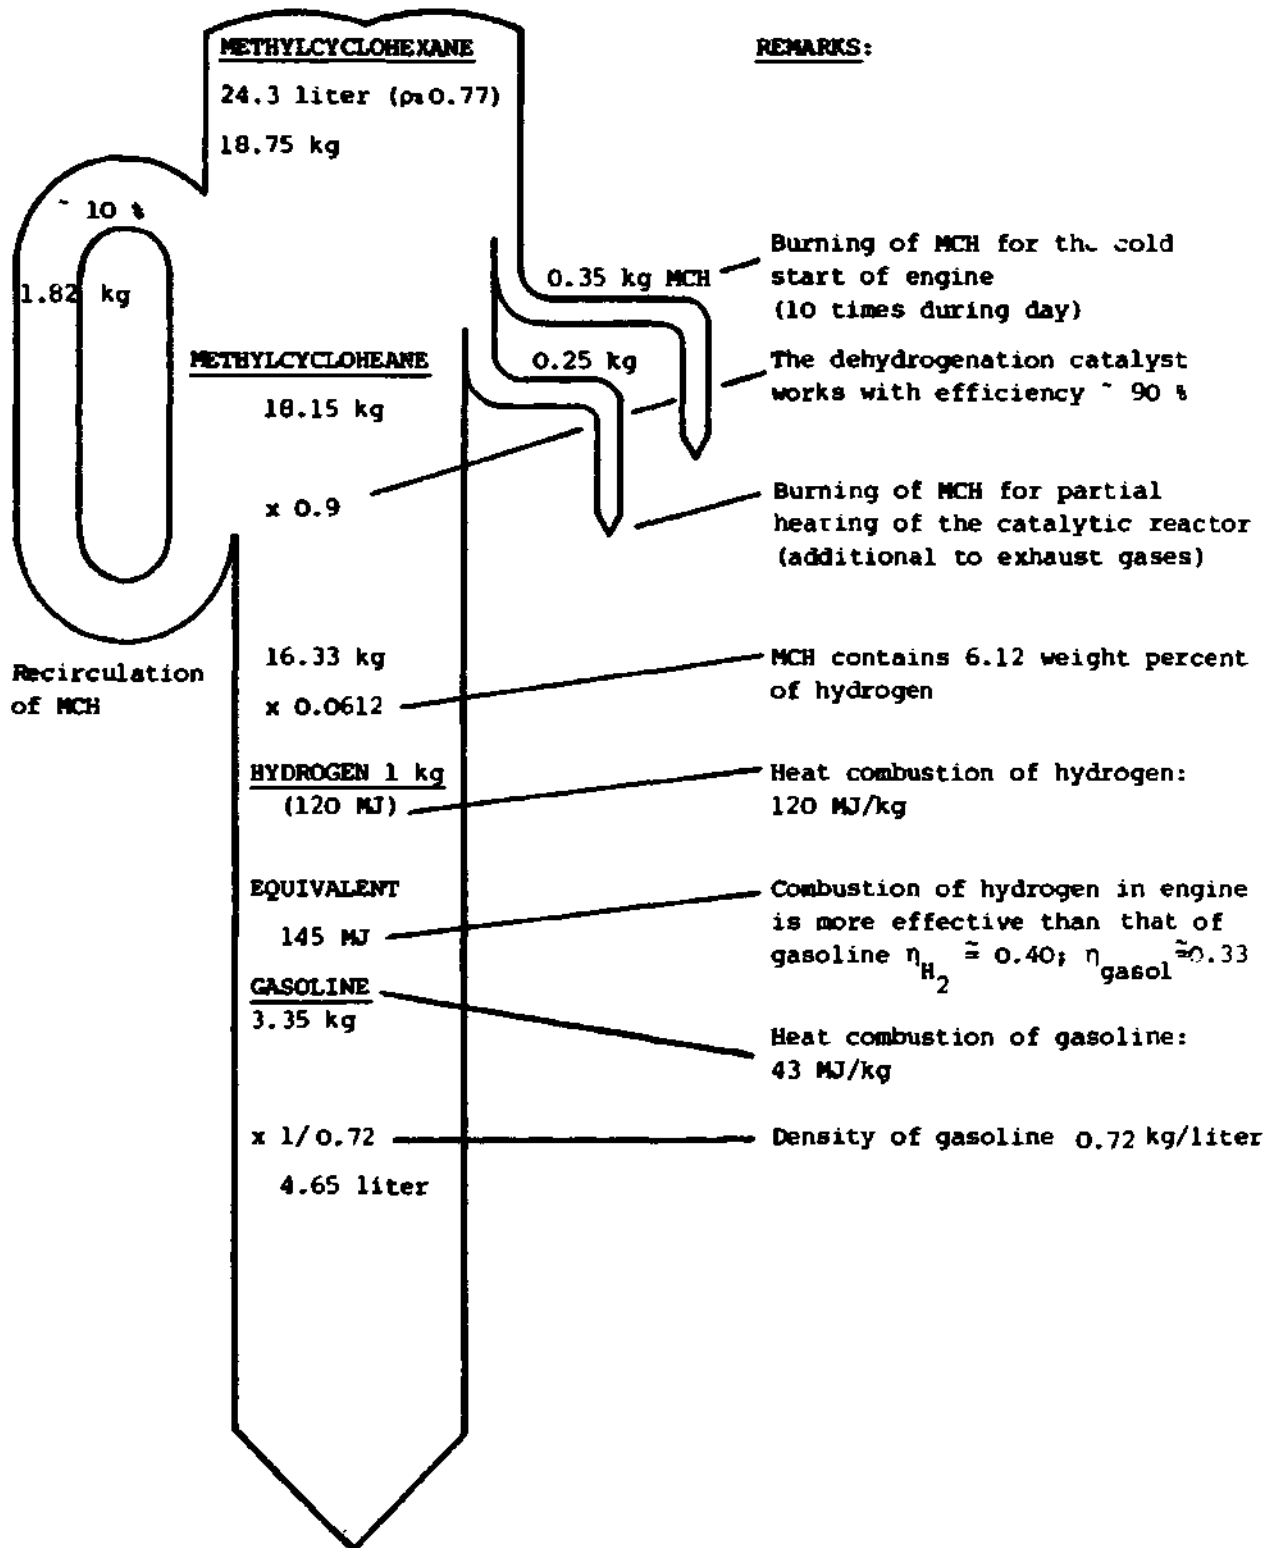 METHYLCYCLOHEXANE
24.3 liter (ρ≈0.77)
18.75 kg
~ 10 %
1.82 kg
0.35 kg MCH
METHYLCYCLOHEANE
18.15 kg
0.25 kg
x 0.9
Recirculation
of MCH
16.33 kg
x 0.0612
HYDROGEN 1 kg
(120 MJ)
EQUIVALENT
145 MJ
GASOLINE
3.35 kg
x 1/0.72
4.65 liter
REMARKS:
Burning of MCH for the cold
start of engine
(10 times during day)
The dehydrogenation catalyst
works with efficiency ~ 90 %
Burning of MCH for partial
heating of the catalytic reactor
(additional to exhaust gases)
MCH contains 6.12 weight percent
of hydrogen
Heat combustion of hydrogen:
120 MJ/kg
Combustion of hydrogen in engine
is more effective than that of
gasoline η_H2 ≅ 0.40; η_gasol ≅0.33
Heat combustion of gasoline:
43 MJ/kg
Density of gasoline 0.72 kg/liter